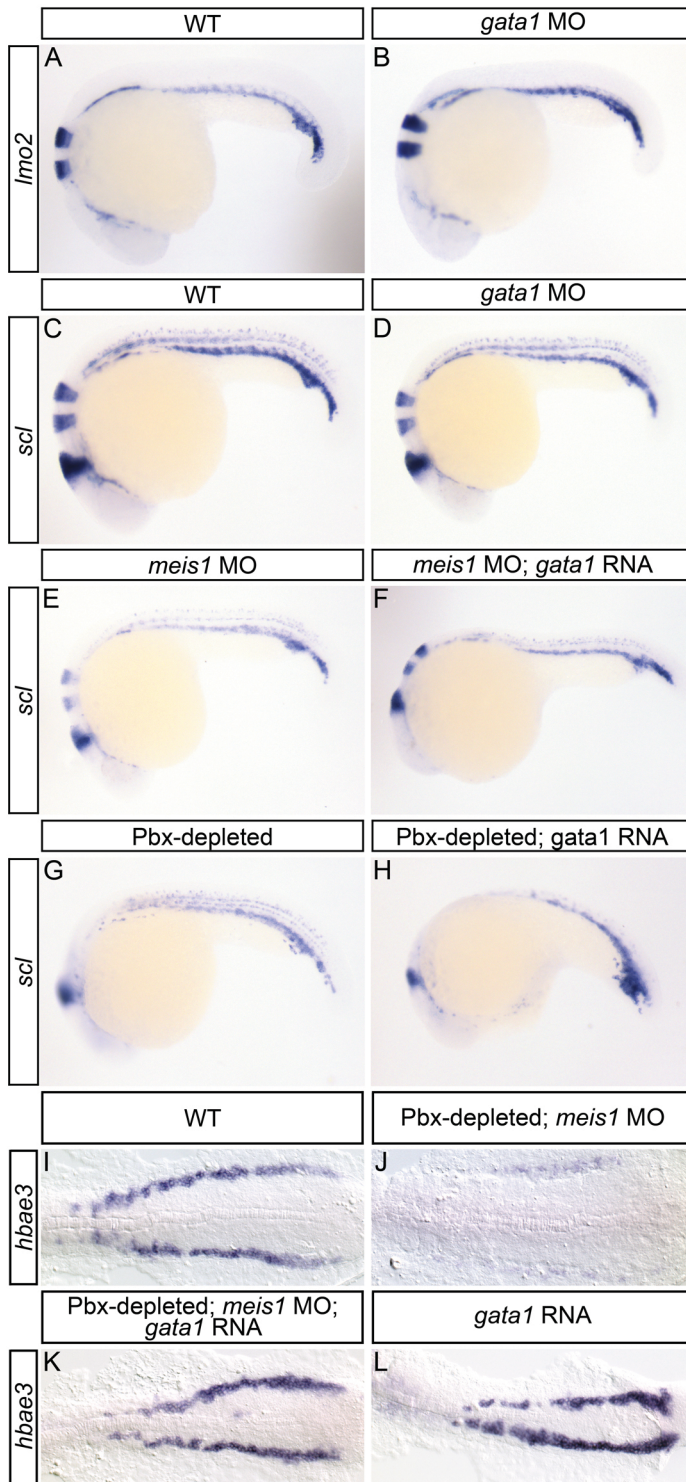 WT
gata1 MO
lmo2
A
B
WT
gata1 MO
scl
C
D
meis1 MO
meis1 MO; gata1 RNA
scl
E
F
Pbx-depleted
Pbx-depleted; gata1 RNA
scl
G
H
WT
Pbx-depleted; meis1 MO
hbae3
I
J
Pbx-depleted; meis1 MO;
gata1 RNA
gata1 RNA
hbae3
K
L